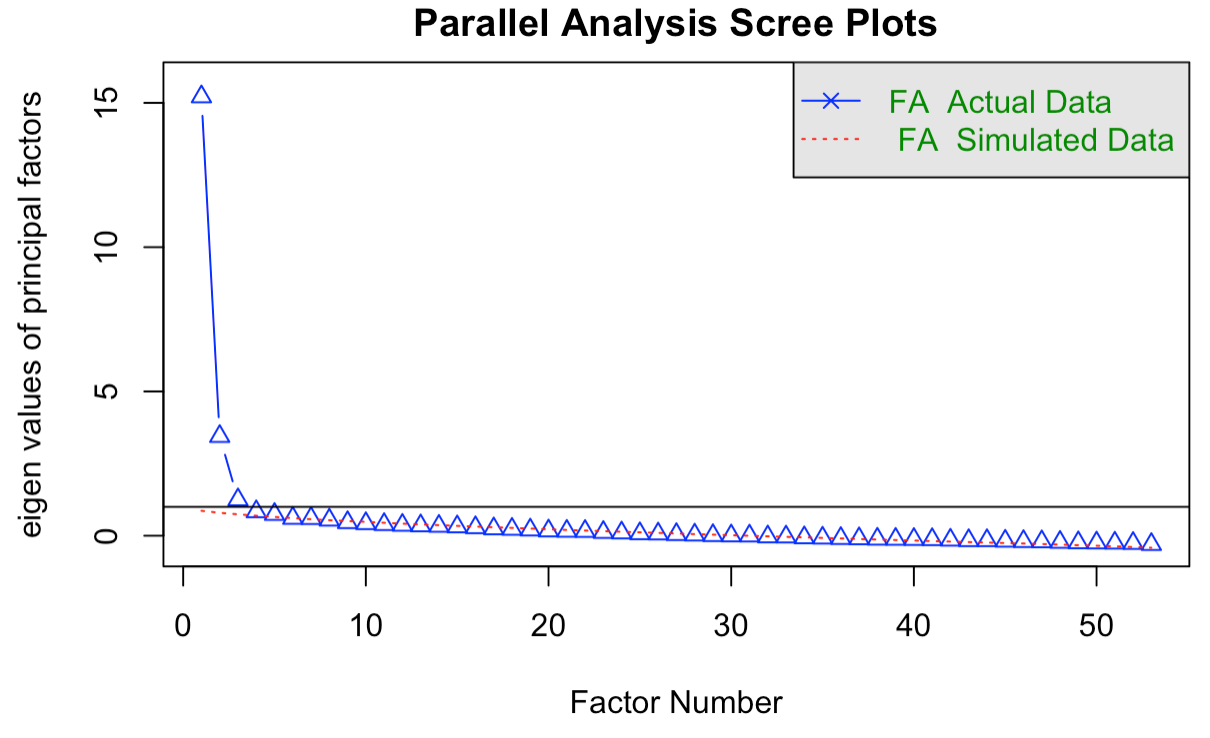 Parallel Analysis Scree Plots
eigen values of principal factors
15
10
5
0
FA Actual Data
FA Simulated Data
0 10 20 30 40 50
Factor Number